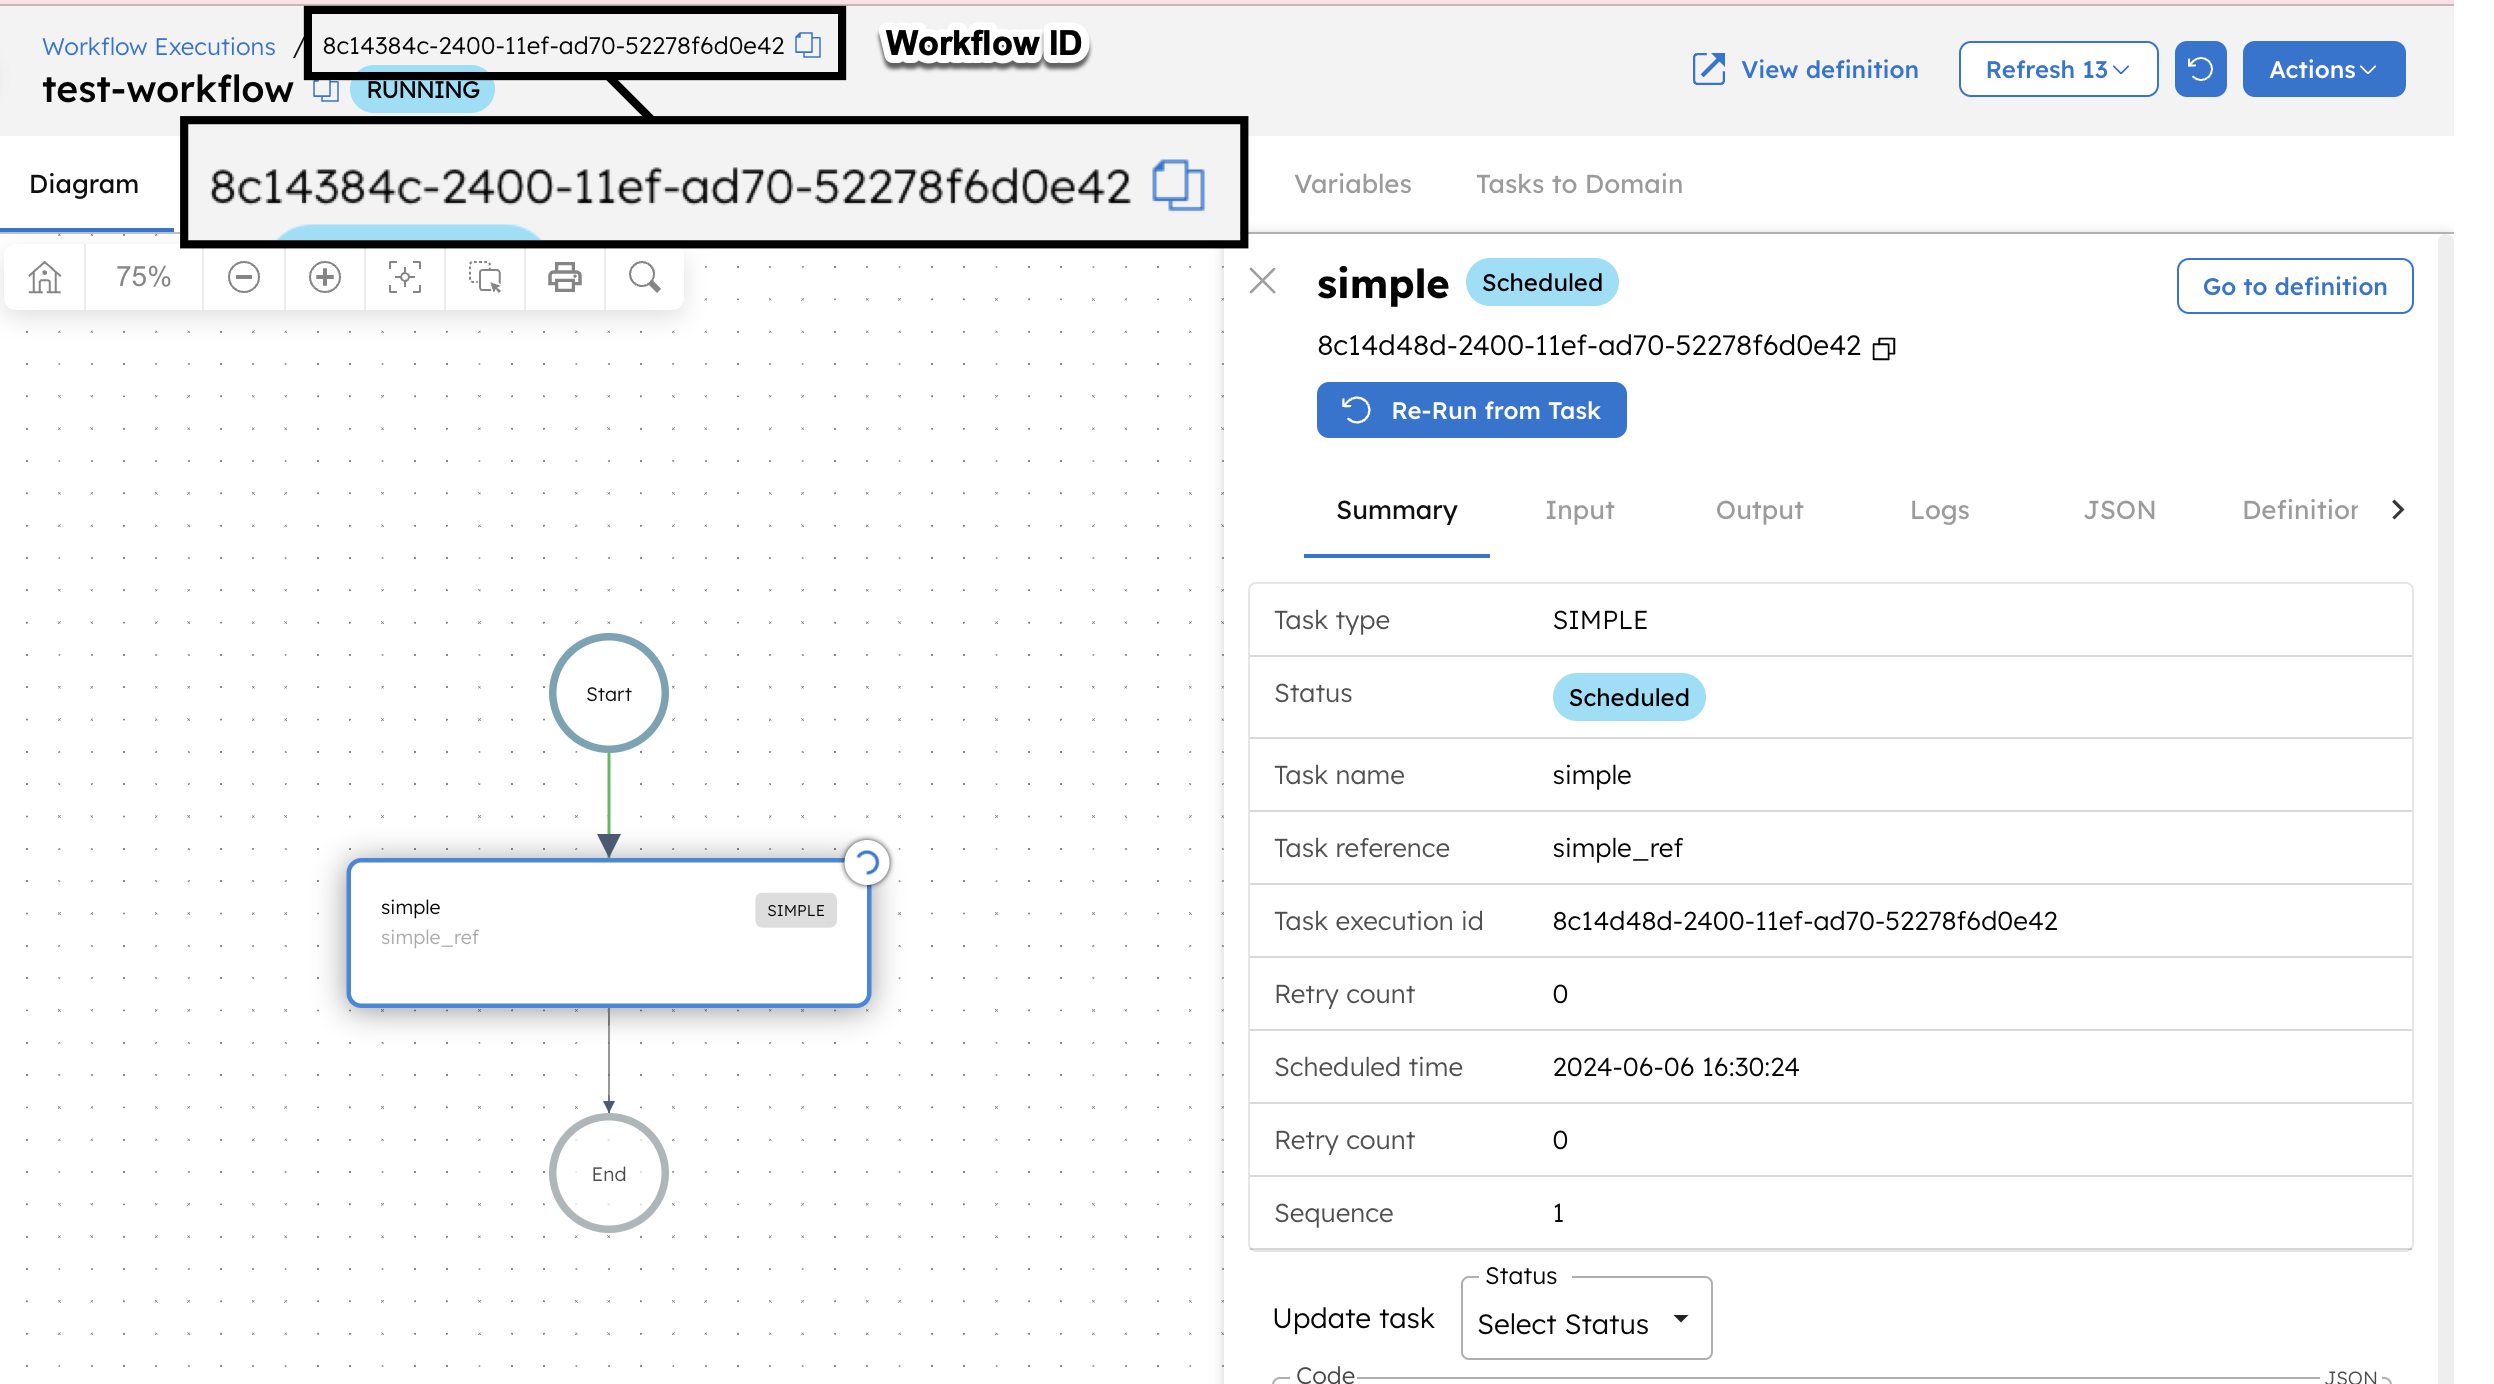 Workflow Executions / 8c14384c-2400-11ef-ad70-52278f6d0e42
Workflow ID
test-workflow RUNNING
View definition
Refresh 13
Actions
8c14384c-2400-11ef-ad70-52278f6d0e42
Diagram
Variables
Tasks to Domain
75%
simple Scheduled
Go to definition
8c14d48d-2400-11ef-ad70-52278f6d0e42
Re-Run from Task
Summary Input Output Logs JSON Definition
Start
simple
SIMPLE
simple_ref
End
Task type SIMPLE
Status Scheduled
Task name simple
Task reference simple_ref
Task execution id 8c14d48d-2400-11ef-ad70-52278f6d0e42
Retry count 0
Scheduled time 2024-06-06 16:30:24
Retry count 0
Sequence 1
Status
Update task Select Status
Code
JSON